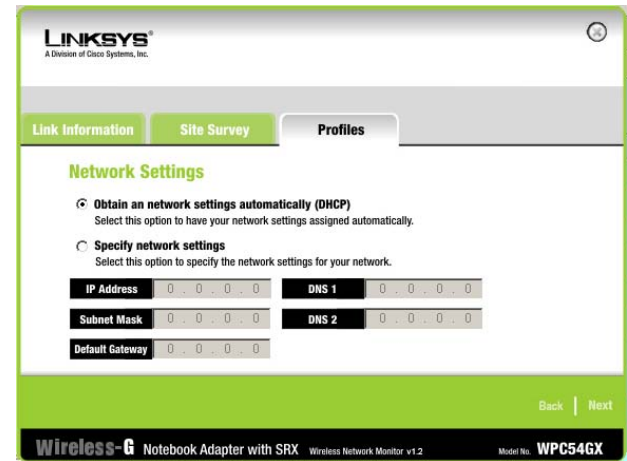 LINKSYS®
A Division of Cisco Systems, Inc.
Link Information Site Survey Profiles
Network Settings
Obtain an network settings automatically (DHCP)
Select this option to have your network settings assigned automatically.
Specify network settings
Select this option to specify the network settings for your network.
IP Address 0 . 0 . 0 . 0 DNS 1 0 . 0 . 0 . 0
Subnet Mask 0 . 0 . 0 . 0 DNS 2 0 . 0 . 0 . 0
Default Gateway 0 . 0 . 0 . 0
Back | Next
Wireless-G Notebook Adapter with SRX Wireless Network Monitor v1.2 Model No. WPC54GX